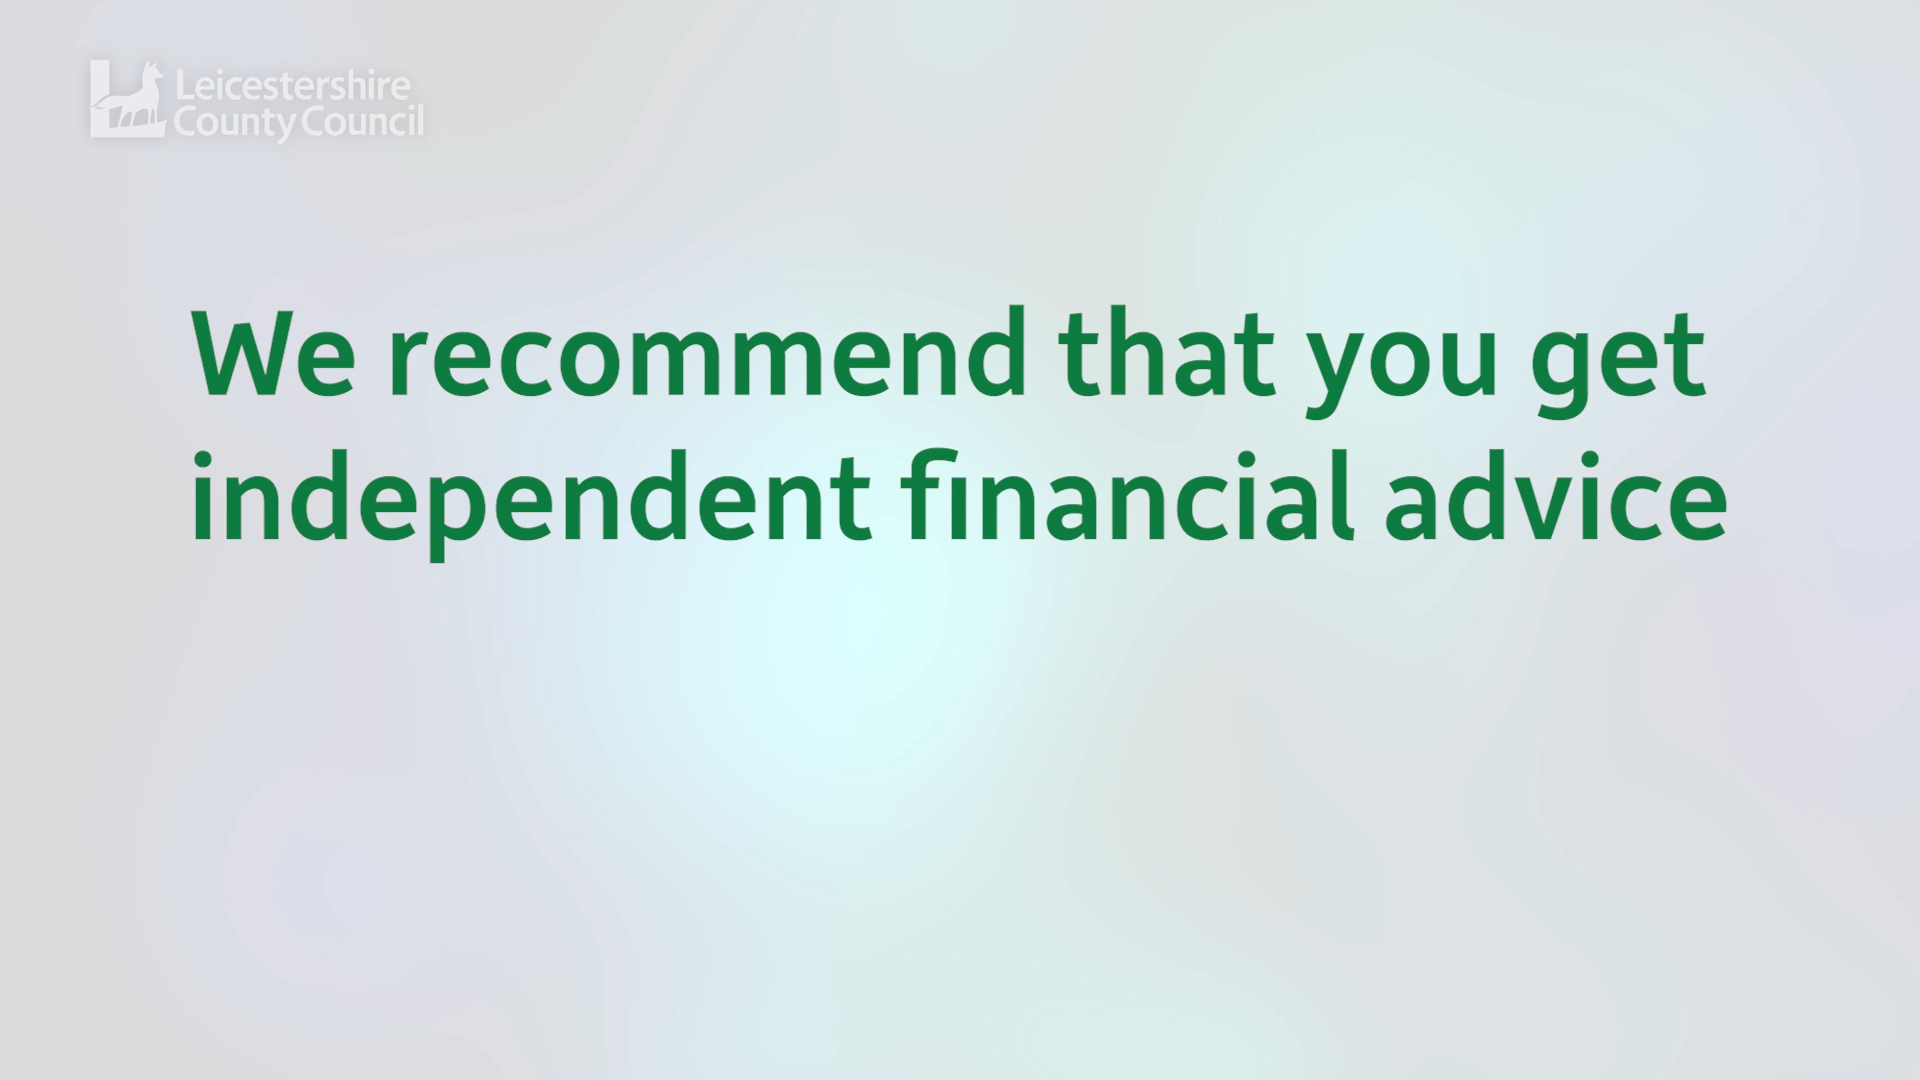 Leicestershire
County Council
We recommend that you get
independent financial advice